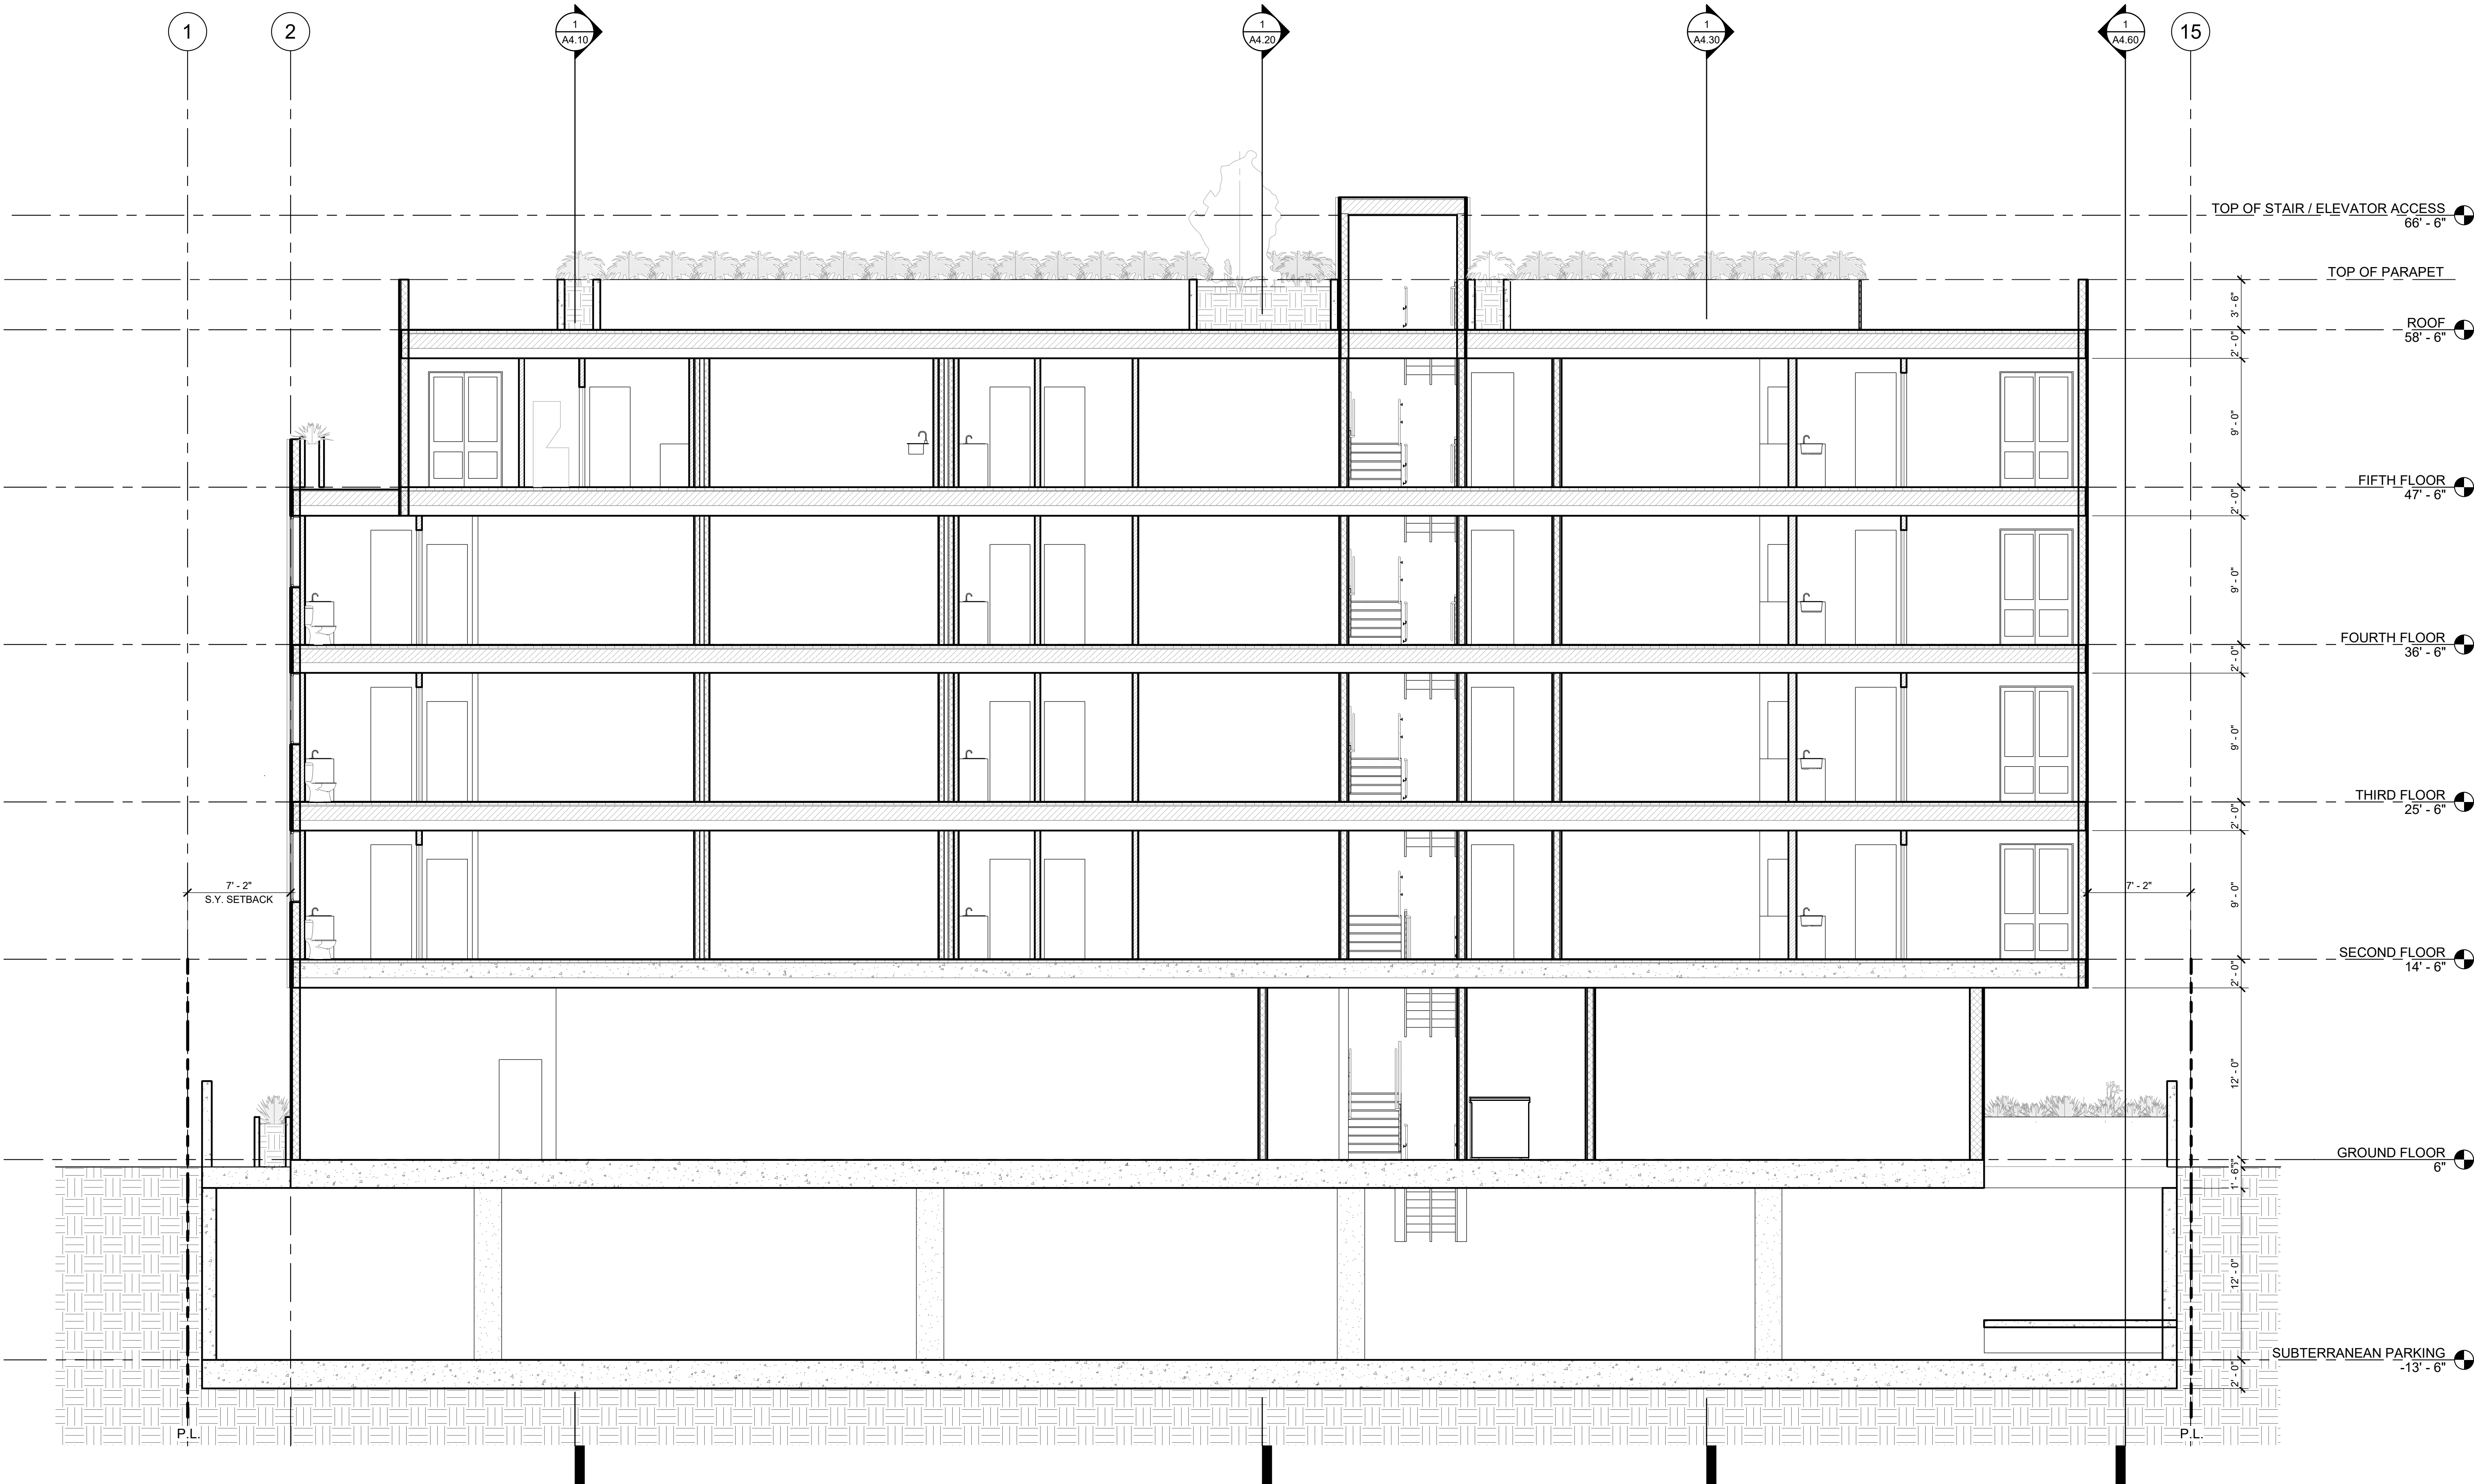 1
2
1
A4.10
1
A4.20
1
A4.30
1
A4.60
15
TOP OF STAIR / ELEVATOR ACCESS
66' - 6"
TOP OF PARAPET
3' - 6"
ROOF
58' - 6"
2' - 0"
9' - 0"
FIFTH FLOOR
47' - 6"
2' - 0"
9' - 0"
FOURTH FLOOR
36' - 6"
2' - 0"
9' - 0"
THIRD FLOOR
25' - 6"
2' - 0"
7' - 2"
S.Y. SETBACK
7' - 2"
9' - 0"
SECOND FLOOR
14' - 6"
2' - 0"
12' - 0"
GROUND FLOOR
6"
1' - 6"
12' - 0"
SUBTERRANEAN PARKING
-13' - 6"
2' - 0"
P.L.
P.L.